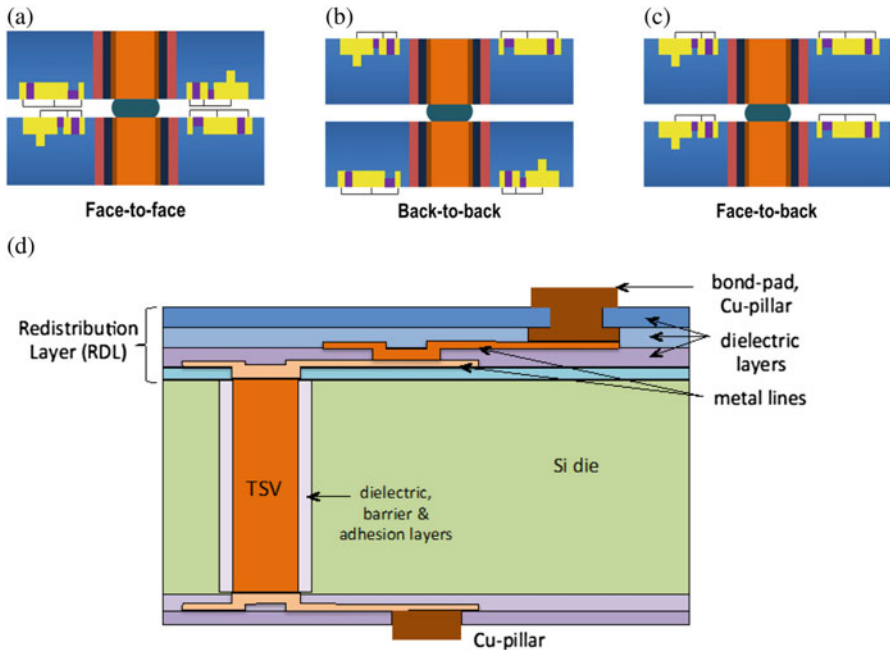 (a)
(b)
(c)
Face-to-face
Back-to-back
Face-to-back
(d)
Redistribution
Layer (RDL)
bond-pad,
Cu-pillar
dielectric
layers
metal lines
TSV
dielectric,
barrier &
adhesion layers
Si die
Cu-pillar